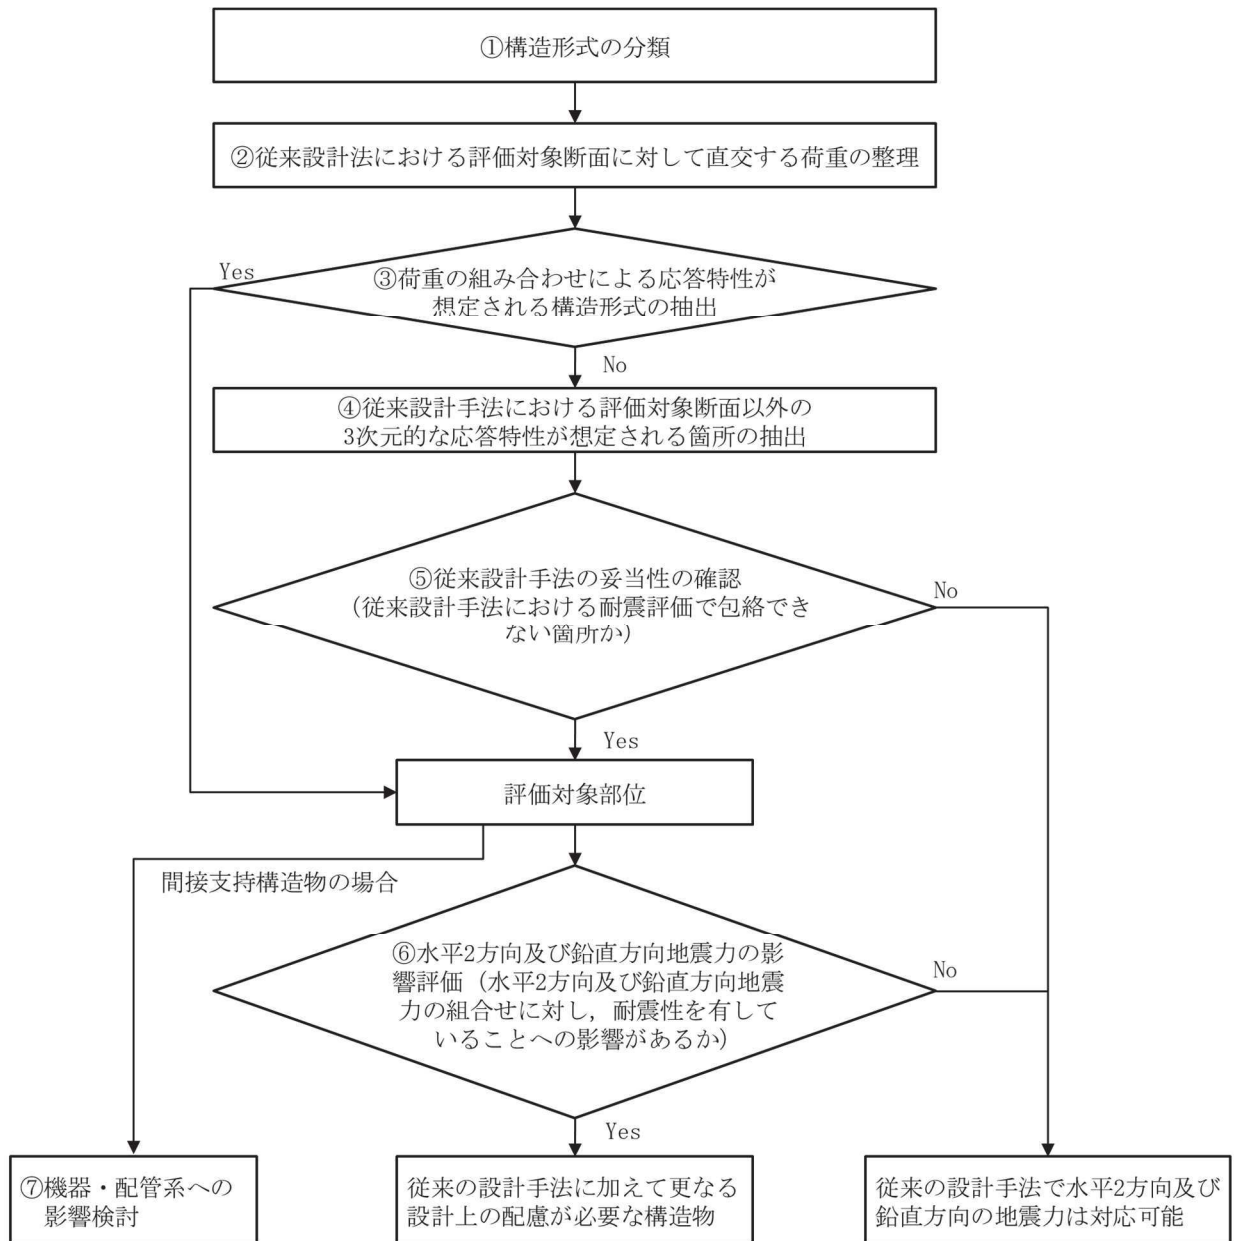 ①構造形式の分類
②従来設計法における評価対象断面に対して直交する荷重の整理
Yes
③荷重の組み合わせによる応答特性が
想定される構造形式の抽出
No
④従来設計手法における評価対象断面以外の
3次元的な応答特性が想定される箇所の抽出
⑤従来設計手法の妥当性の確認
(従来設計手法における耐震評価で包絡でき
ない箇所か)
No
Yes
評価対象部位
間接支持構造物の場合
⑥水平2方向及び鉛直方向地震力の影
響評価(水平2方向及び鉛直方向地震
力の組合せに対し，耐震性を有して
いることへの影響があるか)
No
Yes
⑦機器・配管系への
影響検討
従来の設計手法に加えて更なる
設計上の配慮が必要な構造物
従来の設計手法で水平2方向及び
鉛直方向の地震力は対応可能